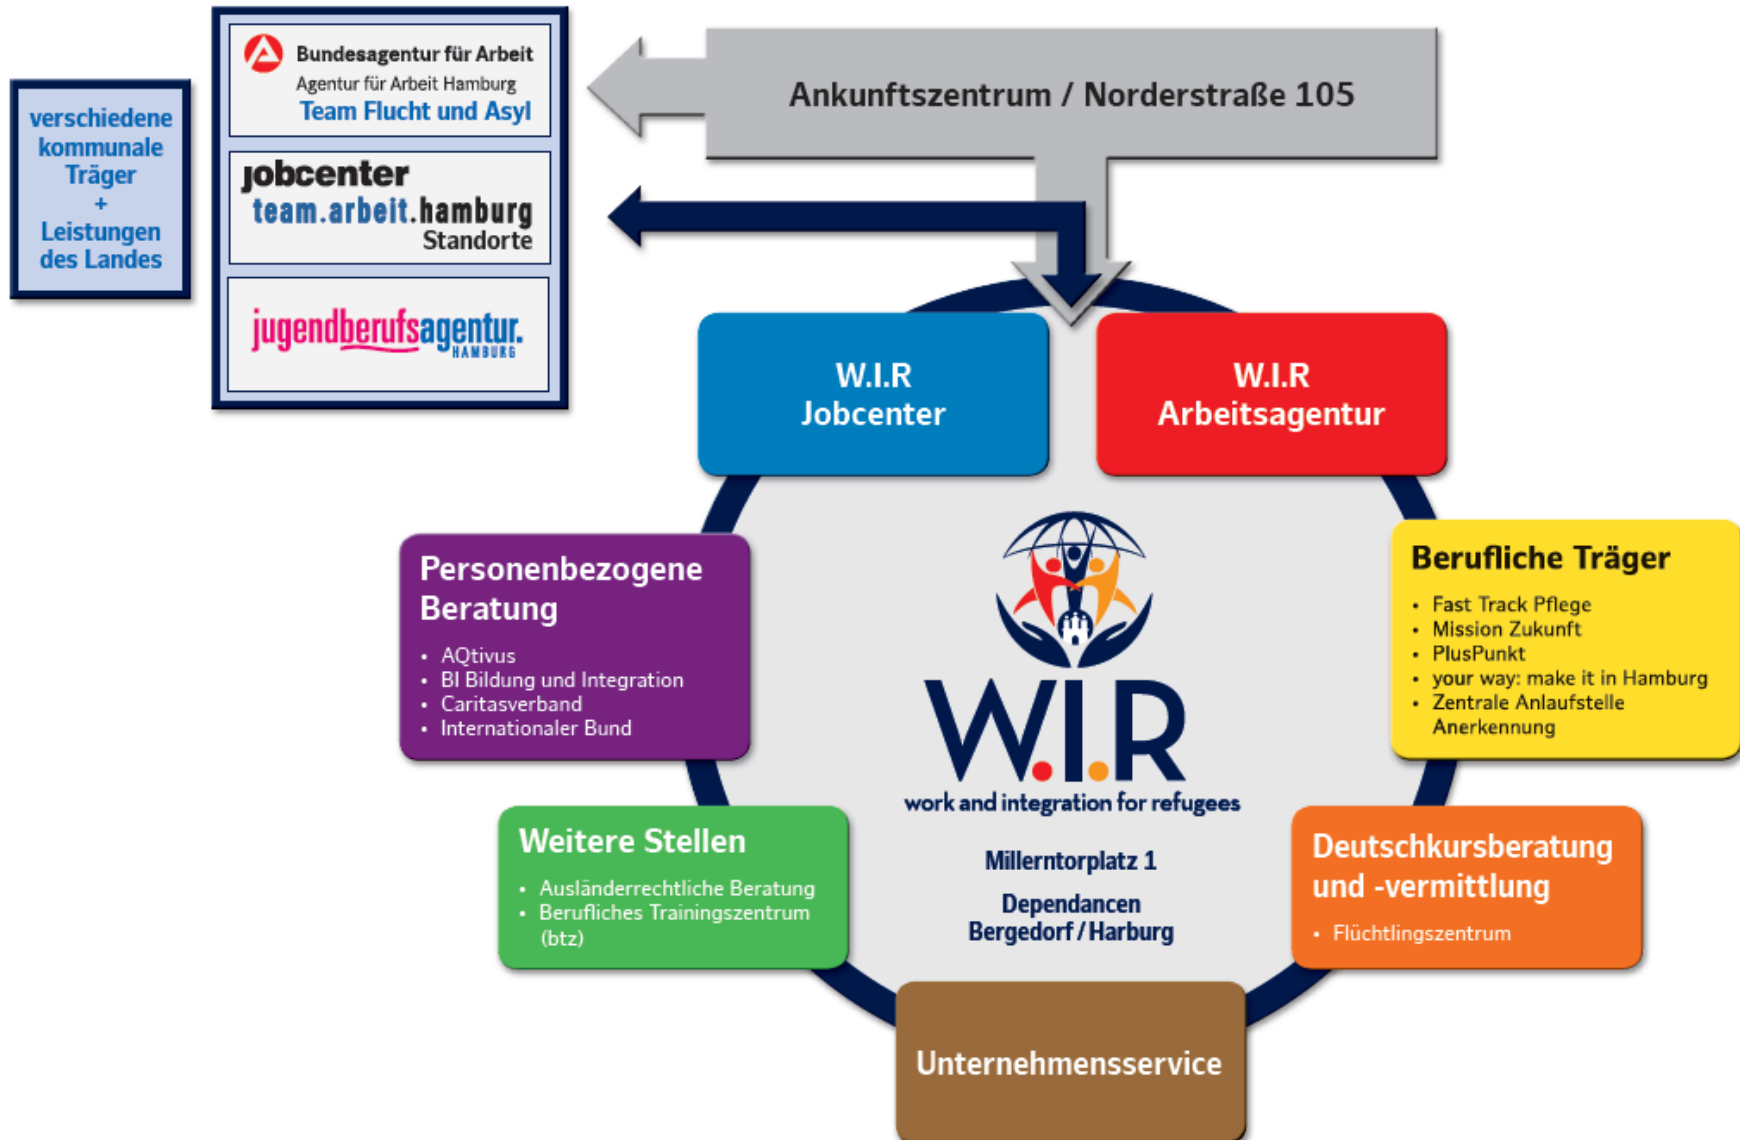 verschiedene
kommunale
Träger
+
Leistungen
des Landes
Bundesagentur für Arbeit
Agentur für Arbeit Hamburg
Team Flucht und Asyl
jobcenter
team.arbeit.hamburg
Standorte
jugendberufsagentur.
HAMBURG
Ankunftszentrum / Norderstraße 105
W.I.R
Jobcenter
W.I.R
Arbeitsagentur
Personenbezogene
Beratung
• AQtivus
• BI Bildung und Integration
• Caritasverband
• Internationaler Bund
Berufliche Träger
• Fast Track Pflege
• Mission Zukunft
• PlusPunkt
• your way: make it in Hamburg
• Zentrale Anlaufstelle
Anerkennung
W.I.R
work and integration for refugees
Millerntorplatz 1
Dependancen
Bergedorf / Harburg
Weitere Stellen
• Ausländerrechtliche Beratung
• Berufliches Trainingszentrum
(btz)
Deutschkursberatung
und -vermittlung
• Flüchtlingszentrum
Unternehmensservice